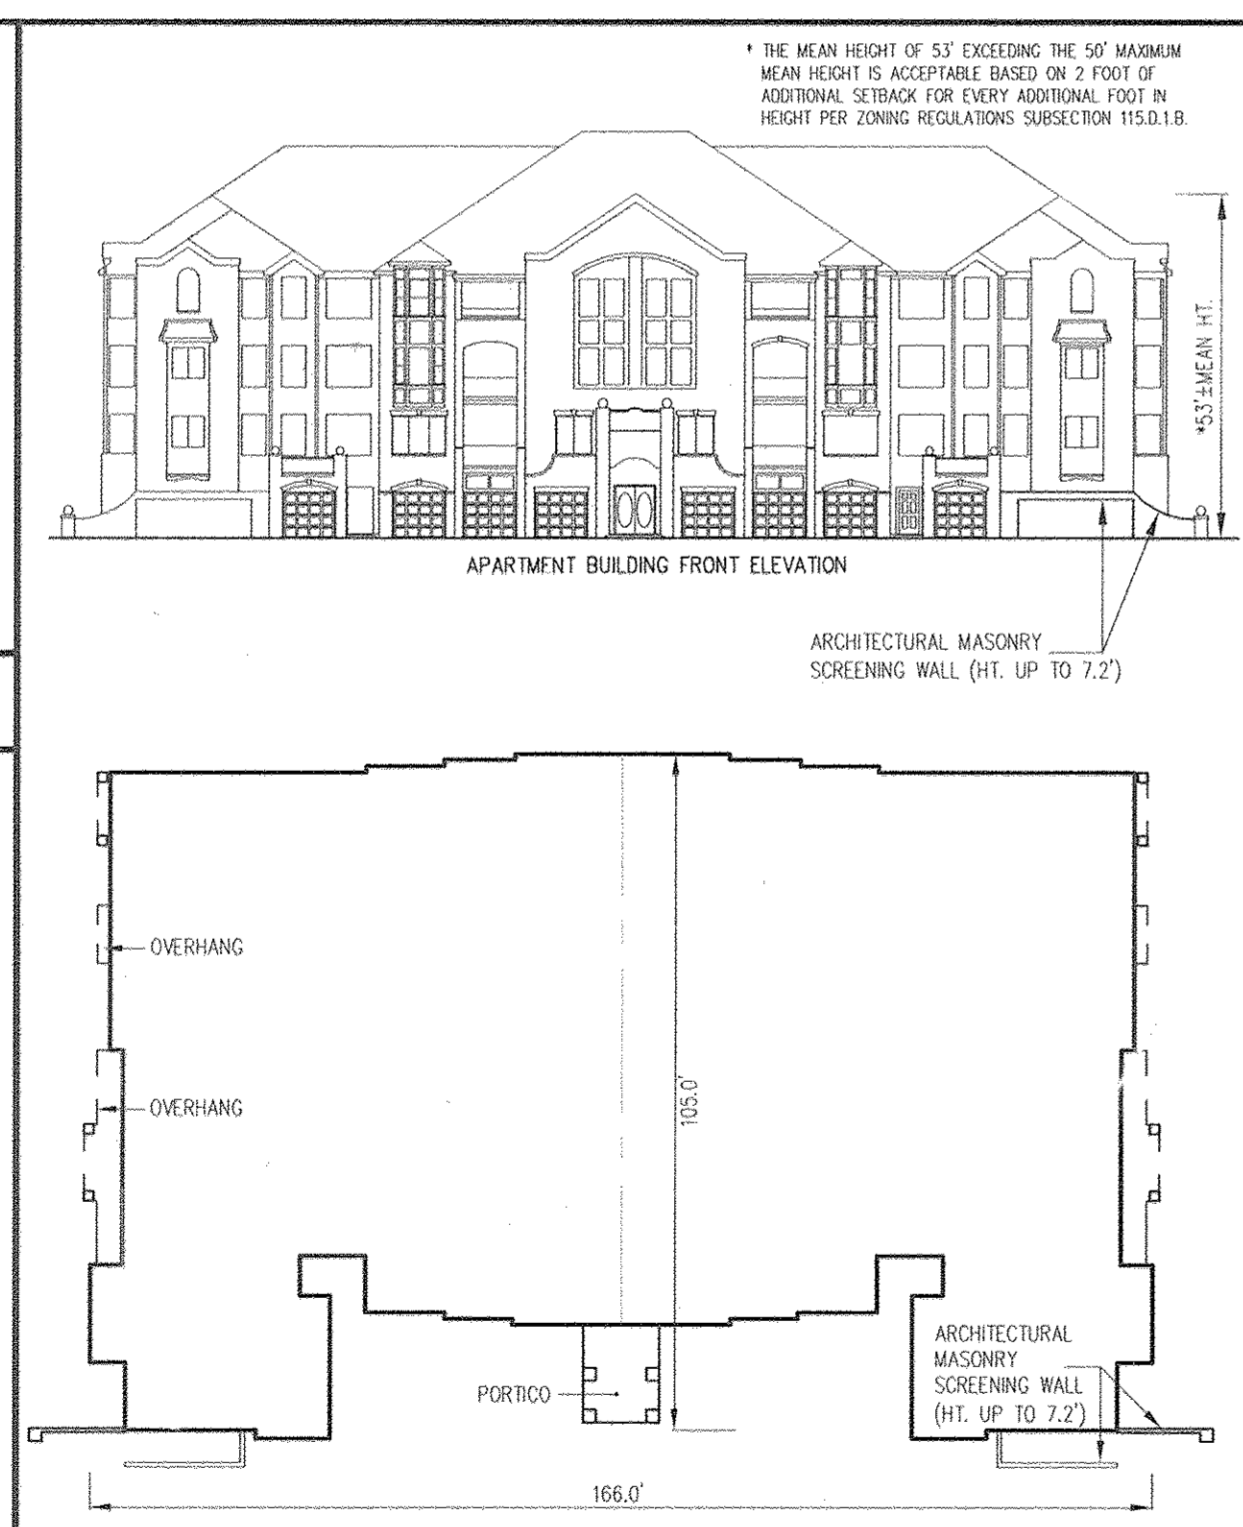 * THE MEAN HEIGHT OF 53' EXCEEDING THE 50' MAXIMUM
MEAN HEIGHT IS ACCEPTABLE BASED ON 2 FOOT OF
ADDITIONAL SETBACK FOR EVERY ADDITIONAL FOOT IN
HEIGHT PER ZONING REGULATIONS SUBSECTION 115.D.1.B.
*53'±MEAN HT.
APARTMENT BUILDING FRONT ELEVATION
ARCHITECTURAL MASONRY
SCREENING WALL (HT. UP TO 7.2')
OVERHANG
OVERHANG
105.0'
PORTICO
ARCHITECTURAL
MASONRY
SCREENING WALL
(HT. UP TO 7.2')
166.0'